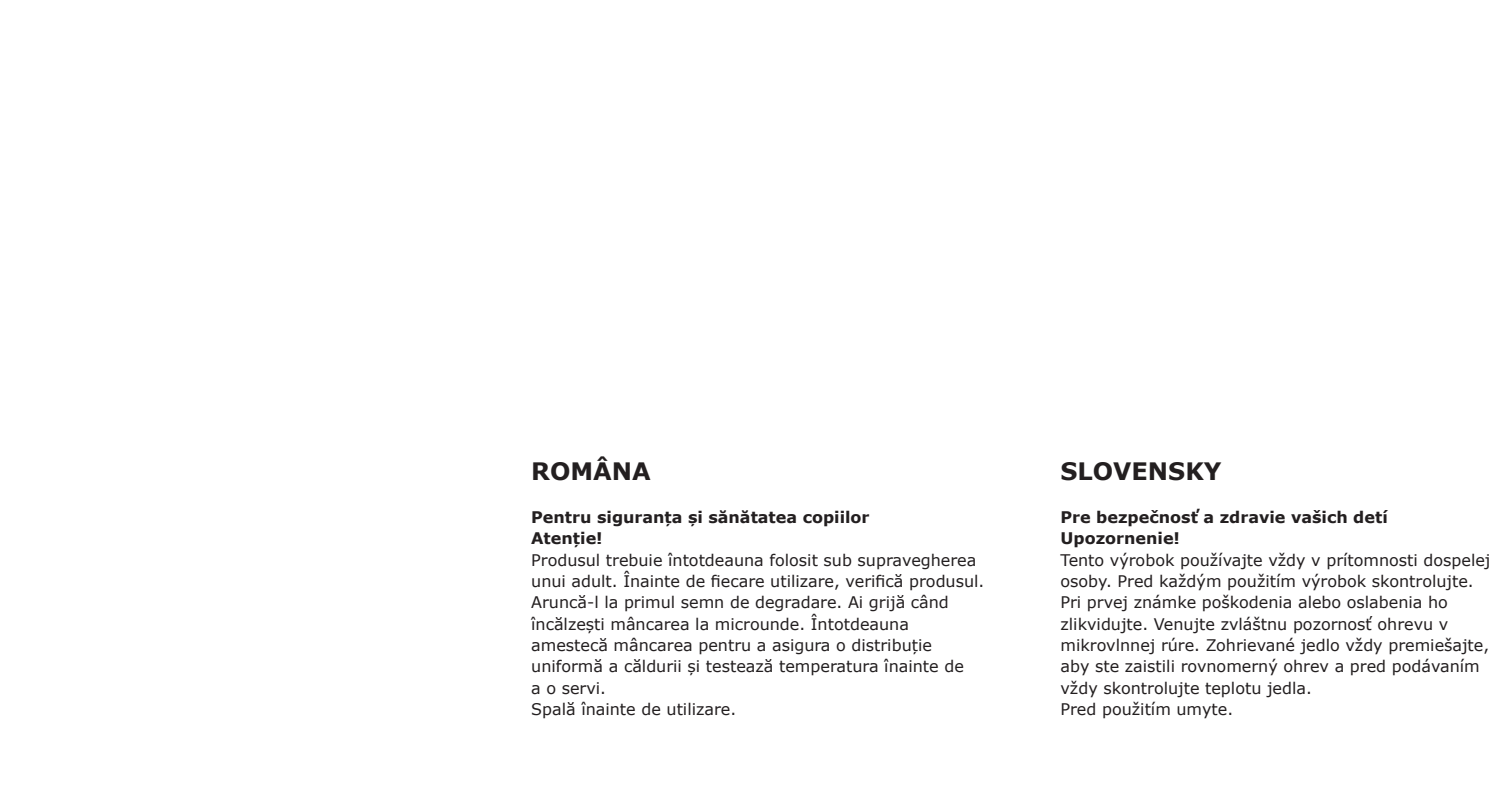 ROMÂNA
Pentru siguranța și sănătatea copiilor
Atenție!
Produsul trebuie întotdeauna folosit sub supravegherea
unui adult. Înainte de fiecare utilizare, verifică produsul.
Aruncă-l la primul semn de degradare. Ai grijă când
încălzești mâncarea la microunde. Întotdeauna
amestecă mâncarea pentru a asigura o distribuție
uniformă a căldurii și testează temperatura înainte de
a o servi.
Spală înainte de utilizare.
SLOVENSKY
Pre bezpečnosť a zdravie vašich detí
Upozornenie!
Tento výrobok používajte vždy v prítomnosti dospelej
osoby. Pred každým použitím výrobok skontrolujte.
Pri prvej známke poškodenia alebo oslabenia ho
zlikvidujte. Venujte zvláštnu pozornosť ohrevu v
mikrovlnnej rúre. Zohrievané jedlo vždy premiešajte,
aby ste zaistili rovnomerný ohrev a pred podávaním
vždy skontrolujte teplotu jedla.
Pred použitím umyte.